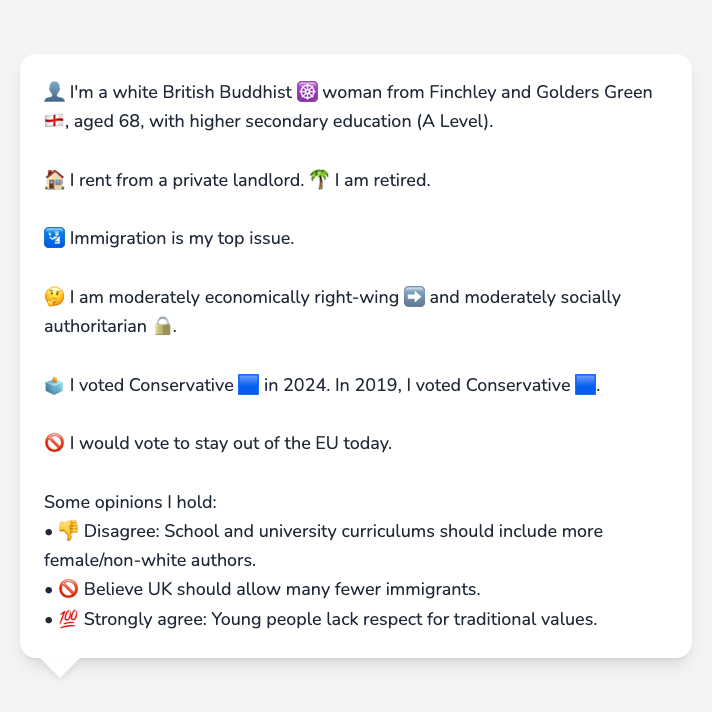 👤 I'm a white British Buddhist ☸️ woman from Finchley and Golders Green
🏴󠁧󠁢󠁥󠁮󠁧󠁿, aged 68, with higher secondary education (A Level).
🏠 I rent from a private landlord. 🌴 I am retired.
🛂 Immigration is my top issue.
🤔 I am moderately economically right-wing ➡️ and moderately socially
authoritarian 🔒.
🗳️ I voted Conservative 🟦 in 2024. In 2019, I voted Conservative 🟦.
🚫 I would vote to stay out of the EU today.
Some opinions I hold:
• 👎 Disagree: School and university curriculums should include more
female/non-white authors.
• 🚫 Believe UK should allow many fewer immigrants.
• 💯 Strongly agree: Young people lack respect for traditional values.